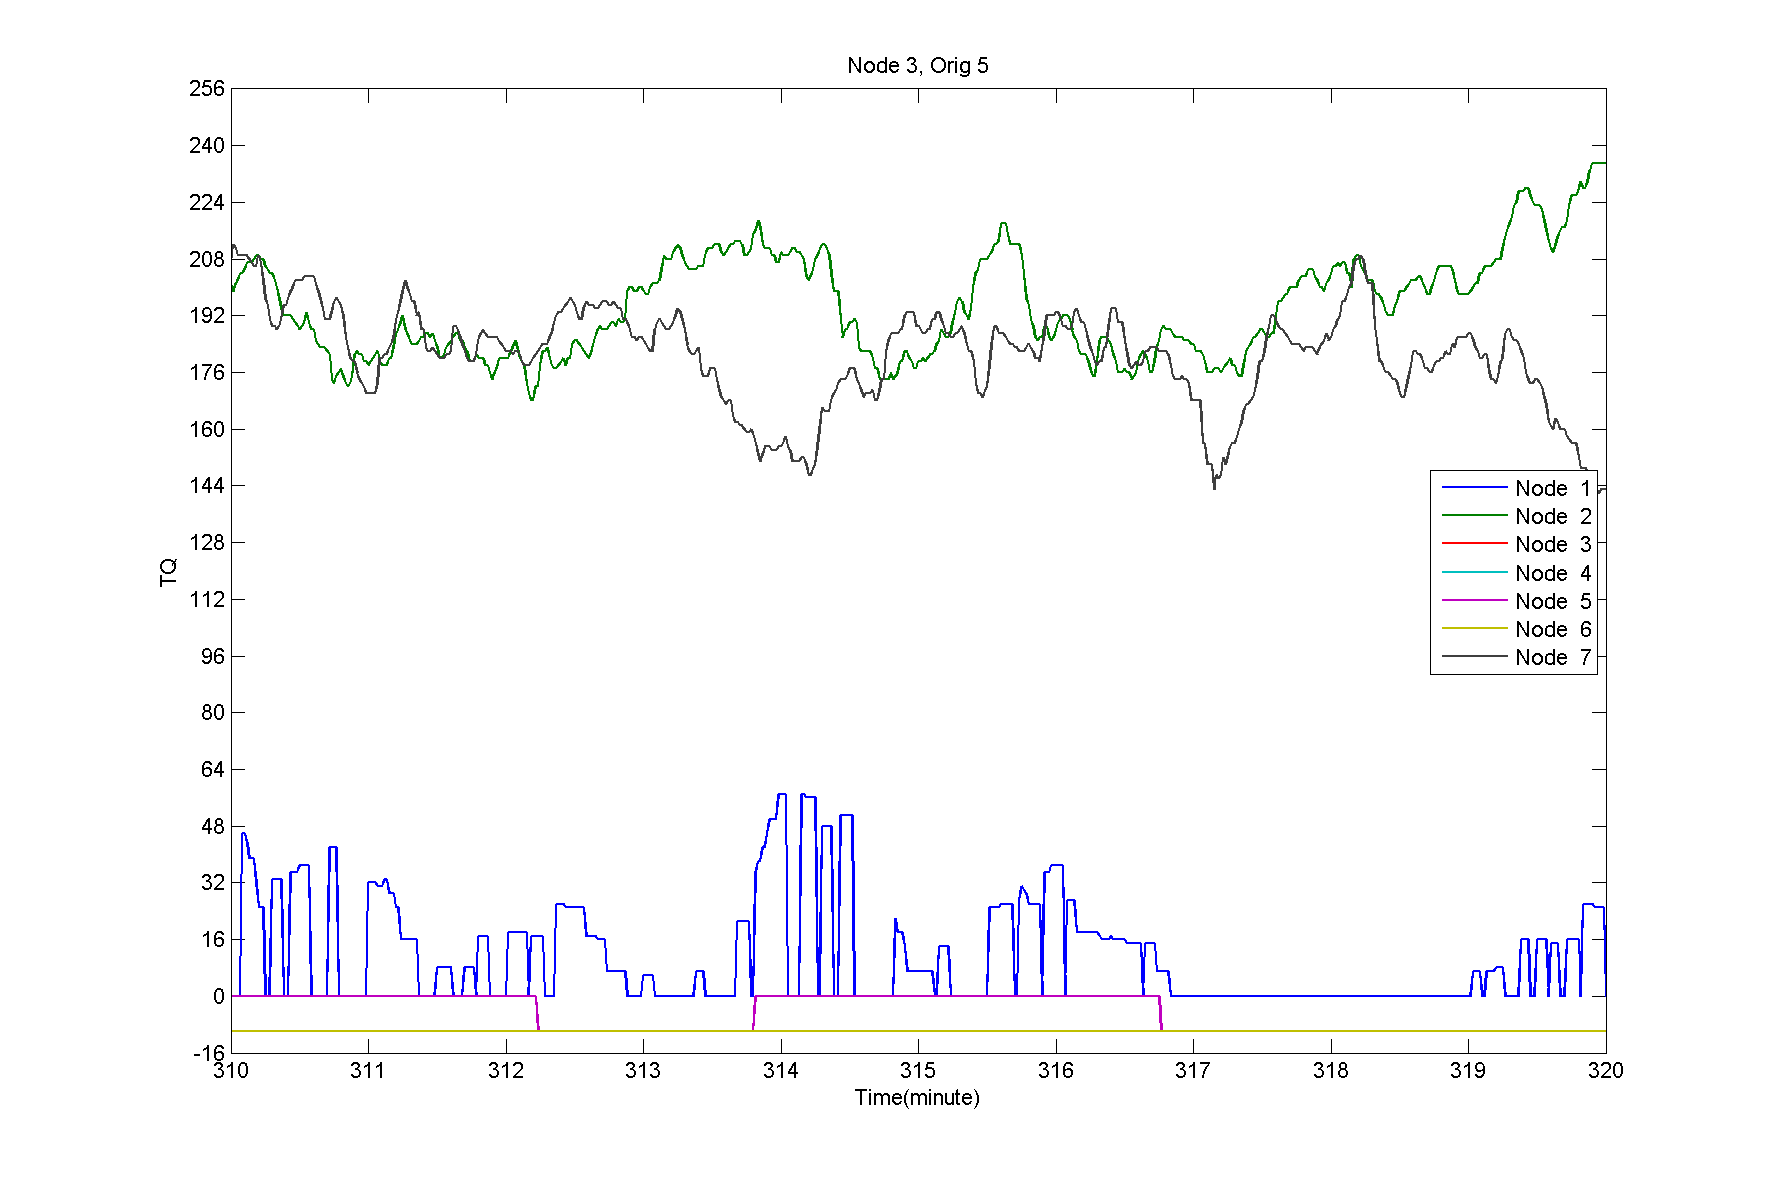 Node 3, Orig 5
256
240
224
208
192
176
160
144
128
112
96
80
64
48
32
16
0
-16
TQ
Node 1
Node 2
Node 3
Node 4
Node 5
Node 6
Node 7
310 311 312 313 314 315 316 317 318 319 320
Time(minute)